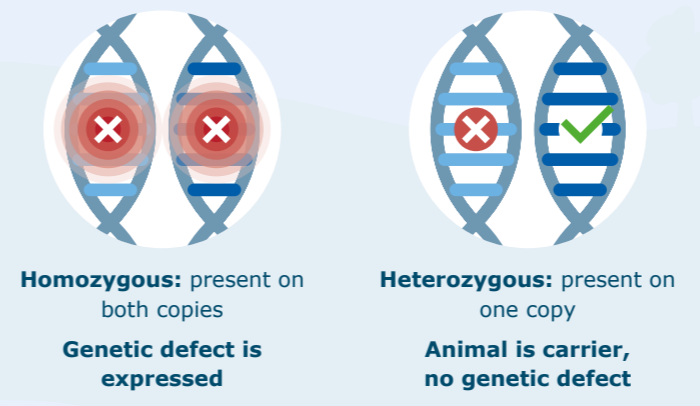 Homozygous: present on
both copies
Genetic defect is
expressed
Heterozygous: present on
one copy
Animal is carrier,
no genetic defect